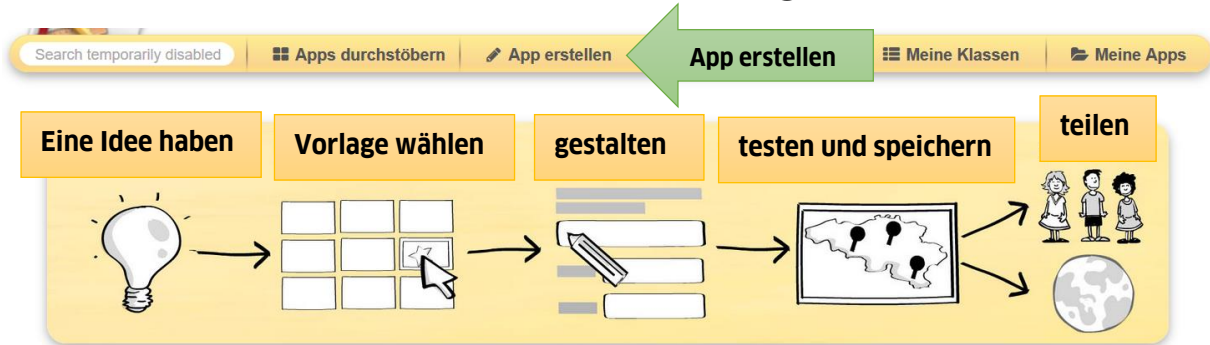 Search temporarily disabled
Apps durchstöbern
App erstellen
App erstellen
Meine Klassen
Meine Apps
Eine Idee haben
Vorlage wählen
gestalten
testen und speichern
teilen